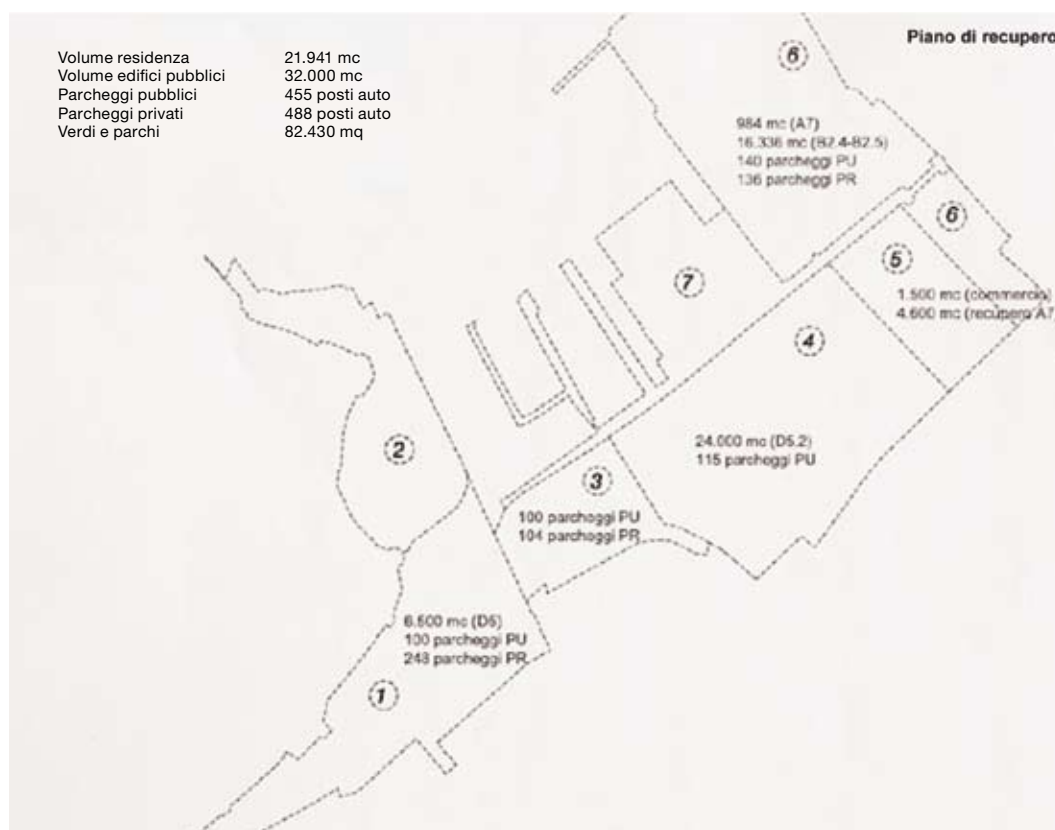 Piano di recupero
Volume residenza 21.941 mc
Volume edifici pubblici 32.000 mc
Parcheggi pubblici 455 posti auto
Parcheggi privati 488 posti auto
Verdi e parchi 82.430 mq
6
984 mc (A7)
16.336 mc (B2.4-B2.5)
140 parcheggi PU
136 parcheggi PR
6
5
1.500 mc (commercio)
4.600 mc (recupero A7
7
4
24.000 mc (D5.2)
115 parcheggi PU
2
3
100 parcheggi PU
104 parcheggi PR
6.500 mc (D5)
100 parcheggi PU
248 parcheggi PR
1